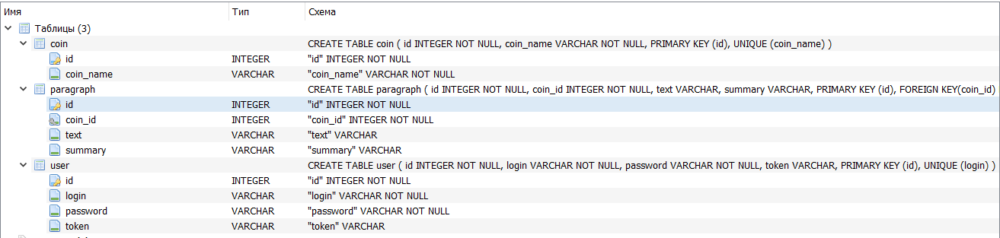 Имя Тип Схема
Таблицы (3)
coin CREATE TABLE coin ( id INTEGER NOT NULL, coin_name VARCHAR NOT NULL, PRIMARY KEY (id), UNIQUE (coin_name) )
id INTEGER "id" INTEGER NOT NULL
coin_name VARCHAR "coin_name" VARCHAR NOT NULL
paragraph CREATE TABLE paragraph ( id INTEGER NOT NULL, coin_id INTEGER NOT NULL, text VARCHAR, summary VARCHAR, PRIMARY KEY (id), FOREIGN KEY(coin_id)
id INTEGER "id" INTEGER NOT NULL
coin_id INTEGER "coin_id" INTEGER NOT NULL
text VARCHAR "text" VARCHAR
summary VARCHAR "summary" VARCHAR
user CREATE TABLE user ( id INTEGER NOT NULL, login VARCHAR NOT NULL, password VARCHAR NOT NULL, token VARCHAR, PRIMARY KEY (id), UNIQUE (login) )
id INTEGER "id" INTEGER NOT NULL
login VARCHAR "login" VARCHAR NOT NULL
password VARCHAR "password" VARCHAR NOT NULL
token VARCHAR "token" VARCHAR